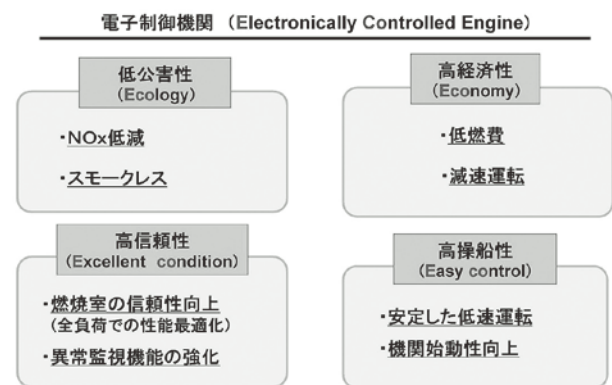 電子制御機関 (Electronically Controlled Engine)
低公害性
(Ecology)
・NOx低減
・スモークレス
高経済性
(Economy)
・低燃費
・減速運転
高信頼性
(Excellent condition)
・燃焼室の信頼性向上
(全負荷での性能最適化)
・異常監視機能の強化
高操船性
(Easy control)
・安定した低速運転
・機関始動性向上